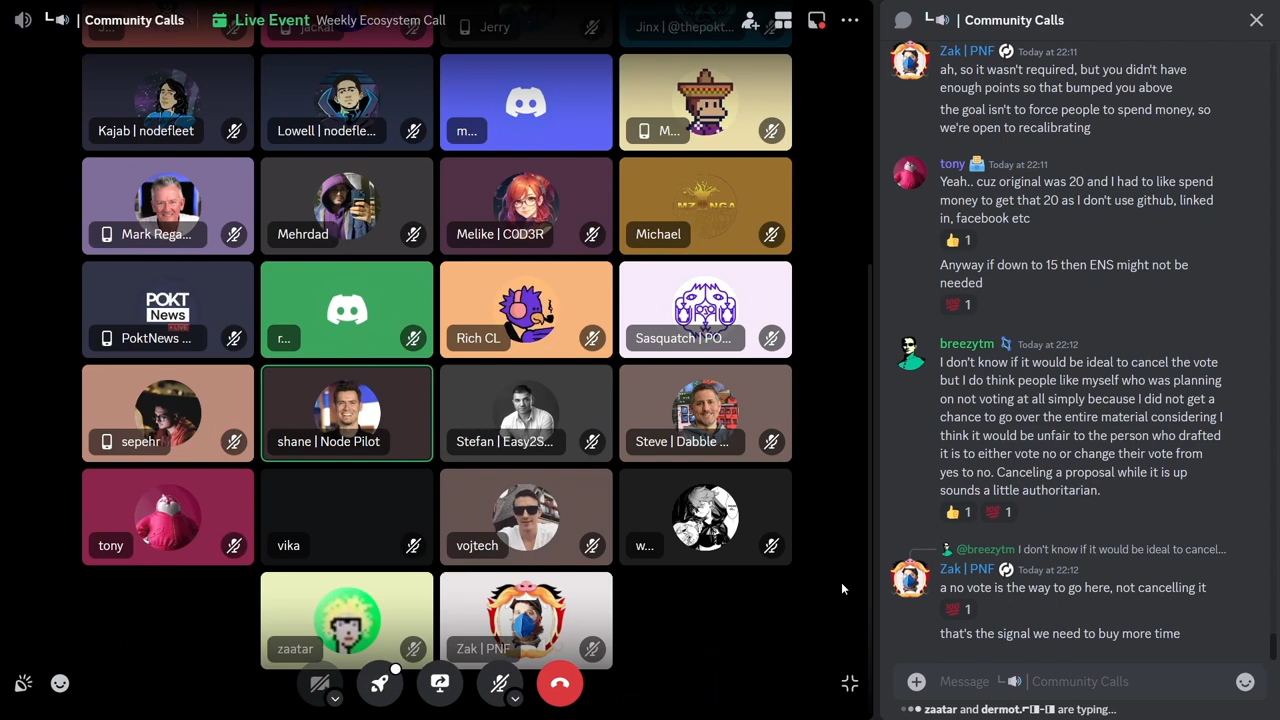 | Community Calls
Live Event Weekly Ecosystem Call
J...
jackal
Jerry
Jinx | @thepokt...
Kajab | nodefleet
Lowell | nodefle...
m...
M...
Mark Rega...
Mehrdad
Melike | C0D3R
MZONGA
Michael
POKT
News
LIVE
PoktNews ...
r...
Rich CL
Sasquatch | PO...
sepehr
shane | Node Pilot
Stefan | Easy2S...
Steve | Dabble ...
tony
vika
vojtech
w...
zaatar
Zak | PNF
| Community Calls
Zak | PNF Today at 22:11
ah, so it wasn't required, but you didn't have
enough points so that bumped you above
the goal isn't to force people to spend money, so
we're open to recalibrating
tony Today at 22:11
Yeah.. cuz original was 20 and I had to like spend
money to get that 20 as I don't use github, linked
in, facebook etc
👍 1
Anyway if down to 15 then ENS might not be
needed
💯 1
breezytm Today at 22:12
I don't know if it would be ideal to cancel the vote
but I do think people like myself who was planning
on not voting at all simply because I did not get a
chance to go over the entire material considering I
think it would be unfair to the person who drafted
it is to either vote no or change their vote from
yes to no. Canceling a proposal while it is up
sounds a little authoritarian.
👍 1 💯 1
@breezytm I don't know if it would be ideal to cancel...
Zak | PNF Today at 22:12
a no vote is the way to go here, not cancelling it
💯 1
that's the signal we need to buy more time
Message | Community Calls
zaatar and dermot. are typing...